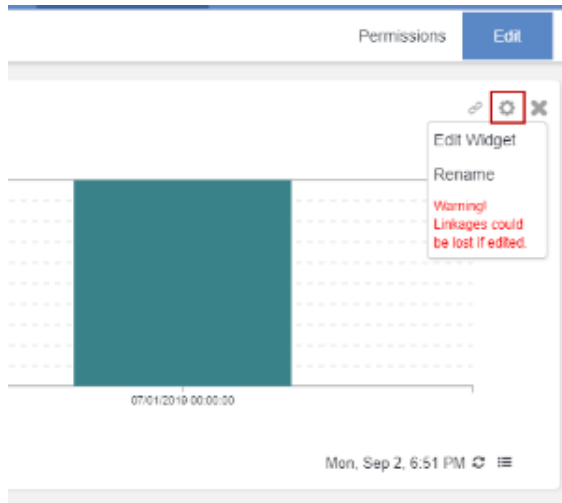 Permissions Edit
Edit Widget
Rename
Warning!
Linkages could
be lost if edited.
07/01/2019 00:00:00
Mon, Sep 2, 6:51 PM